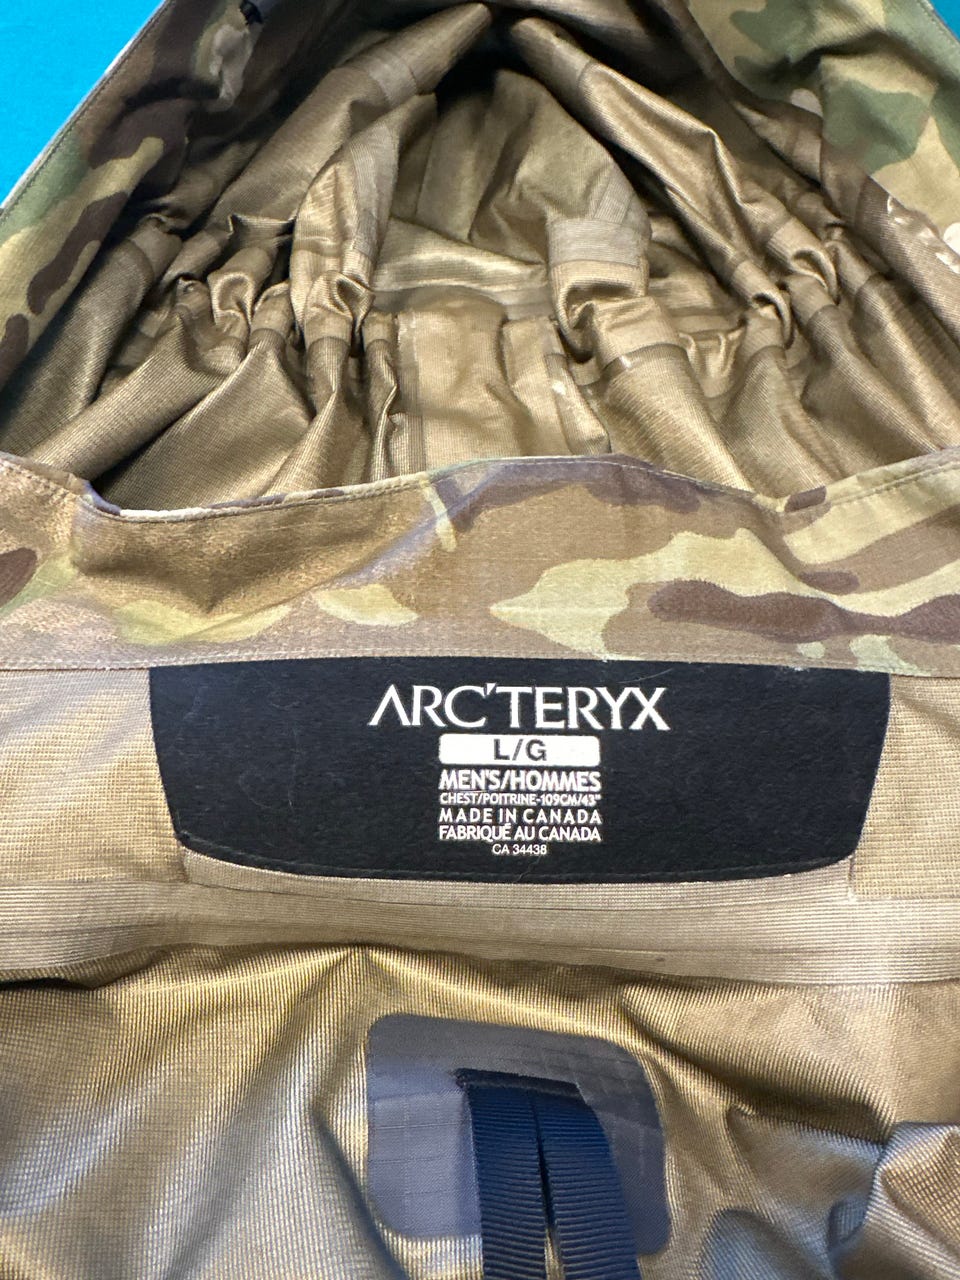 ARC'TERYX
L/G
MEN'S/HOMMES
CHEST/POITRINE-109CM/43"
MADE IN CANADA
FABRIQUÉ AU CANADA
CA 34438